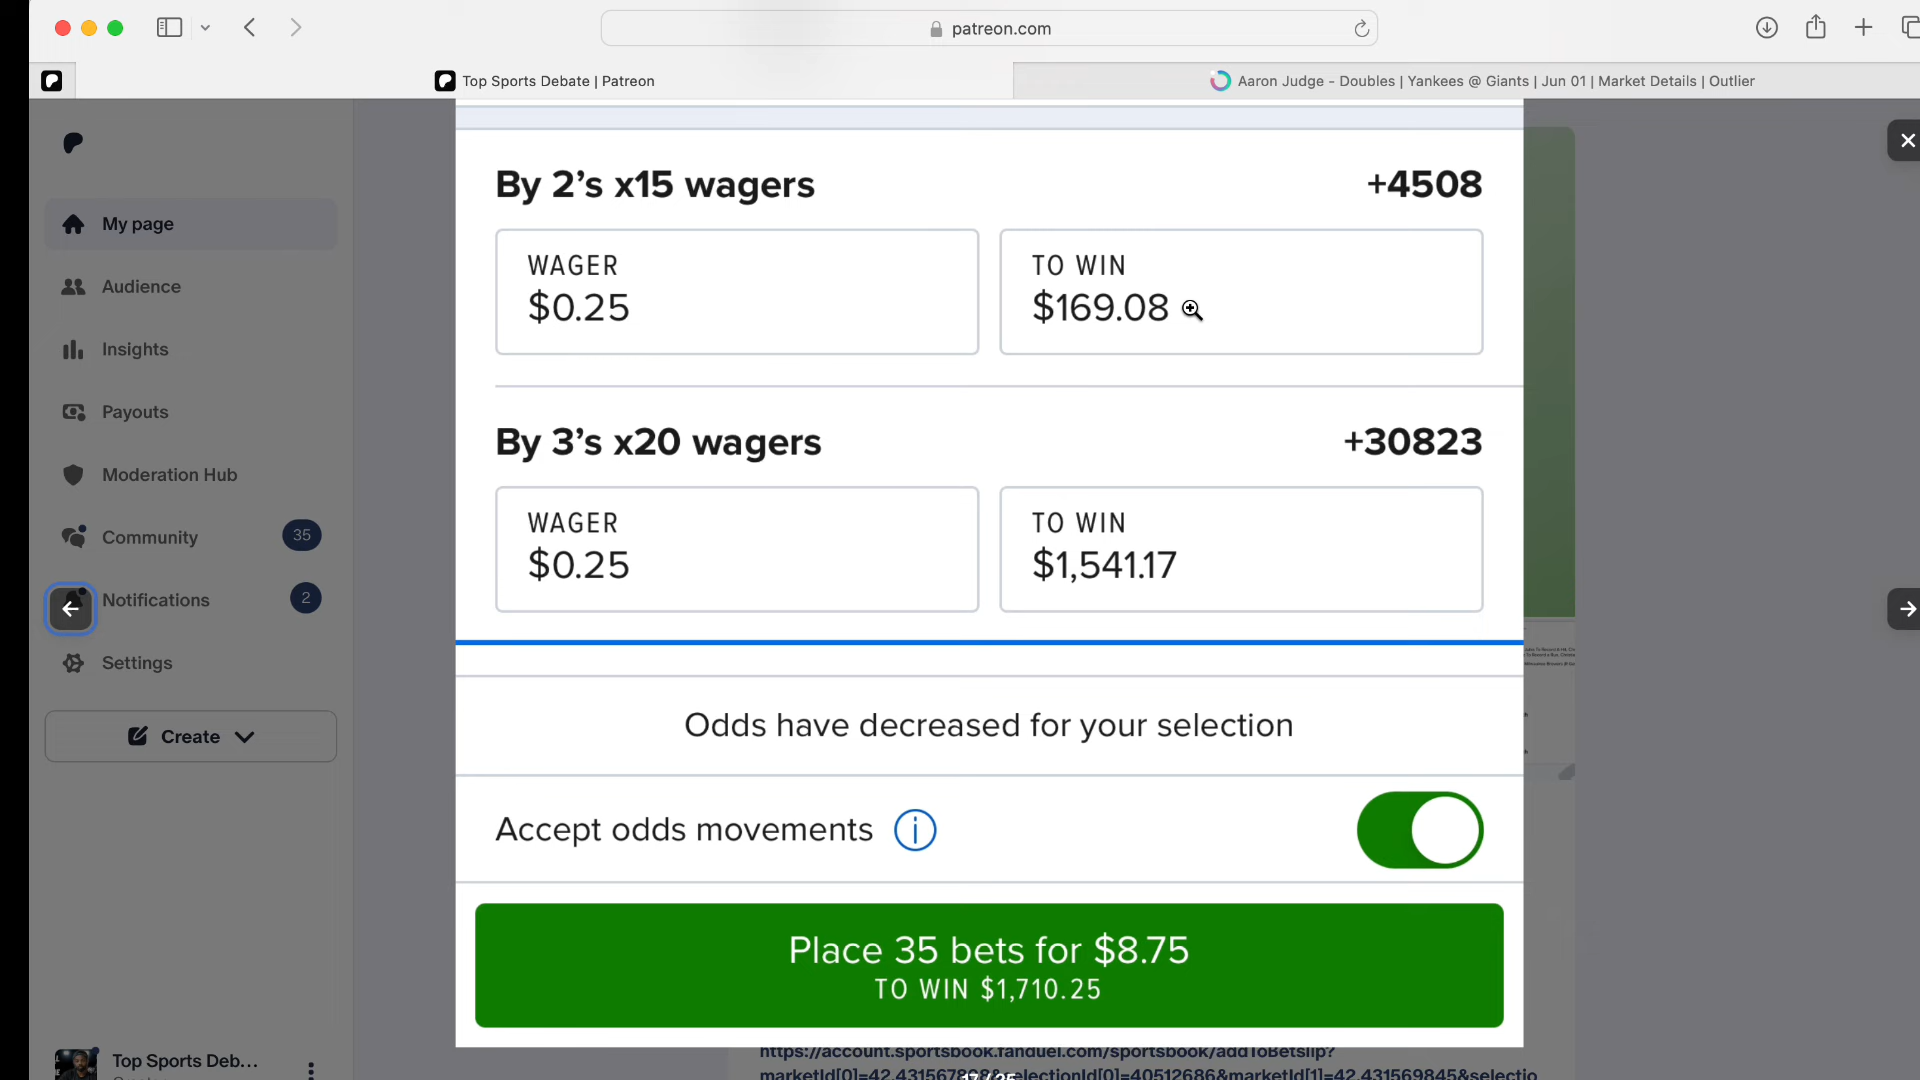 patreon.com
Top Sports Debate | Patreon
Aaron Judge - Doubles | Yankees @ Giants | Jun 01 | Market Details | Outlier
My page
Audience
Insights
Payouts
Moderation Hub
Community 35
Notifications 2
Settings
Create
Top Sports Deb...
By 2's x15 wagers +4508
WAGER TO WIN
$0.25 $169.08
By 3's x20 wagers +30823
WAGER TO WIN
$0.25 $1,541.17
Odds have decreased for your selection
Accept odds movements
Place 35 bets for $8.75
TO WIN $1,710.25
https://account.sportsbook.fanduel.com/sportsbook/addToBetslip?